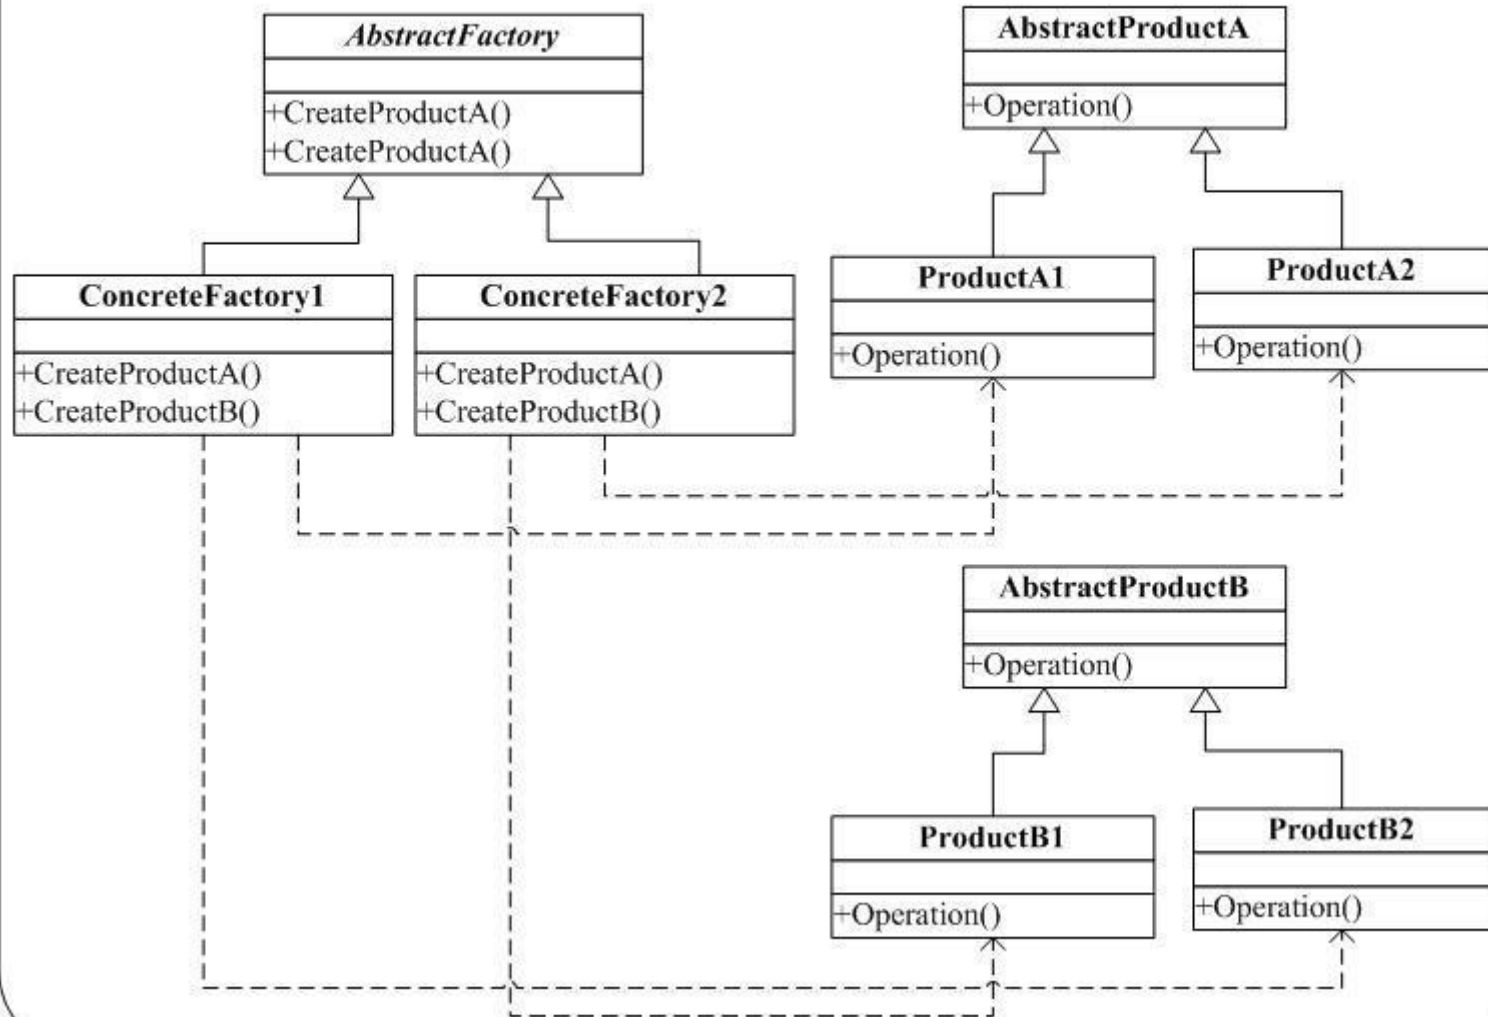 AbstractFactory
+CreateProductA()
+CreateProductA()
AbstractProductA
+Operation()
ConcreteFactory1
+CreateProductA()
+CreateProductB()
ConcreteFactory2
+CreateProductA()
+CreateProductB()
ProductA1
+Operation()
ProductA2
+Operation()
AbstractProductB
+Operation()
ProductB1
+Operation()
ProductB2
+Operation()